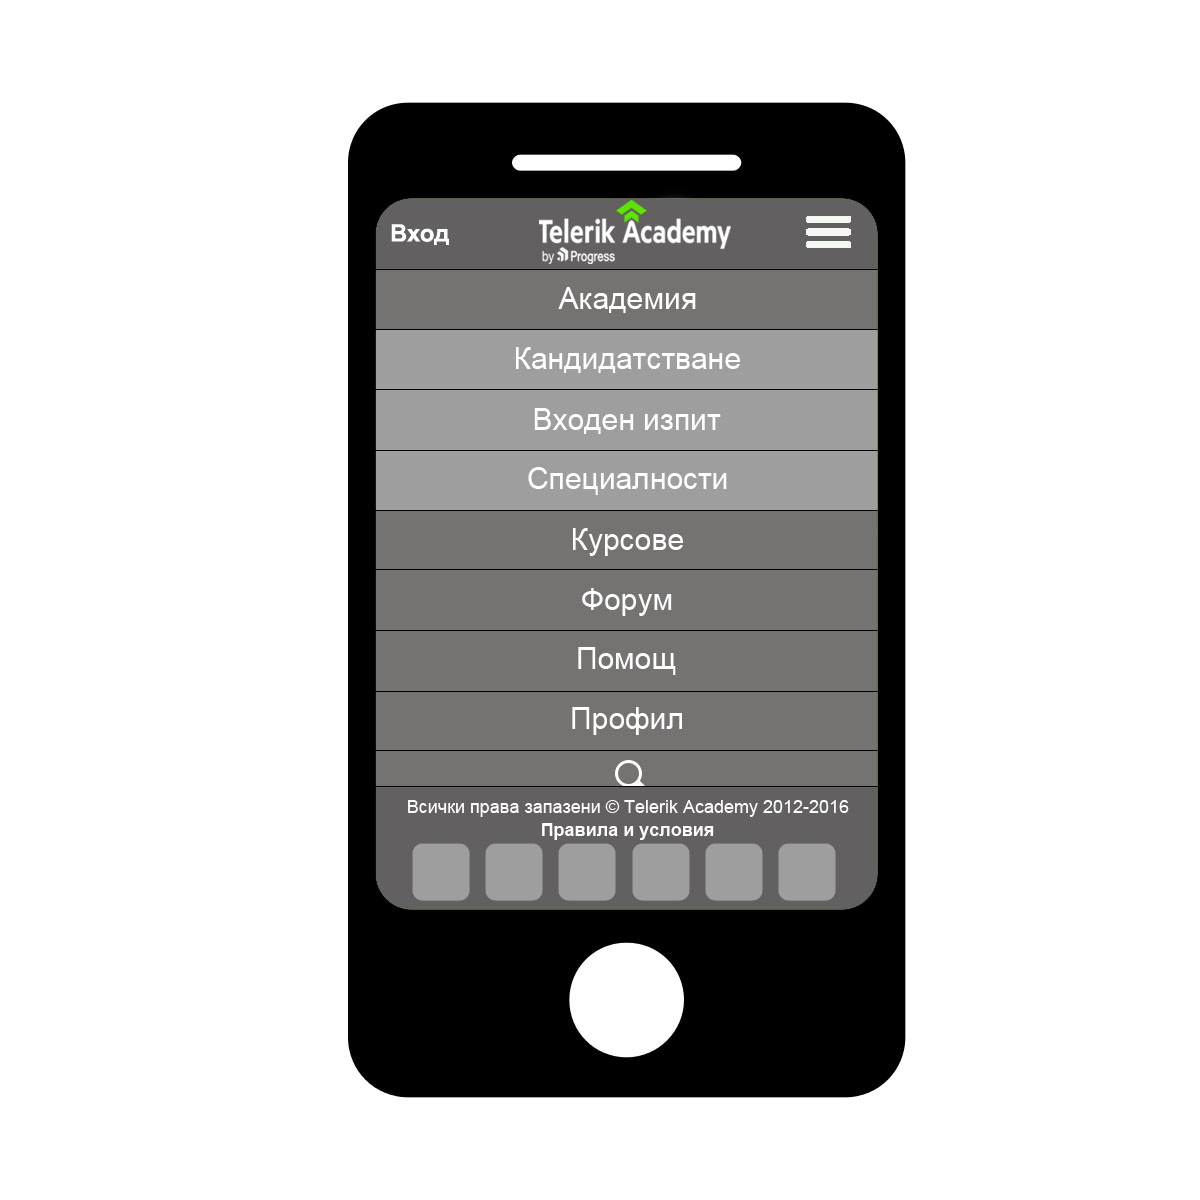 Вход
Telerik Academy
by Progress
Академия
Кандидатстване
Входен изпит
Специалности
Курсове
Форум
Помощ
Профил
Всички права запазени © Telerik Academy 2012-2016
Правила и условия